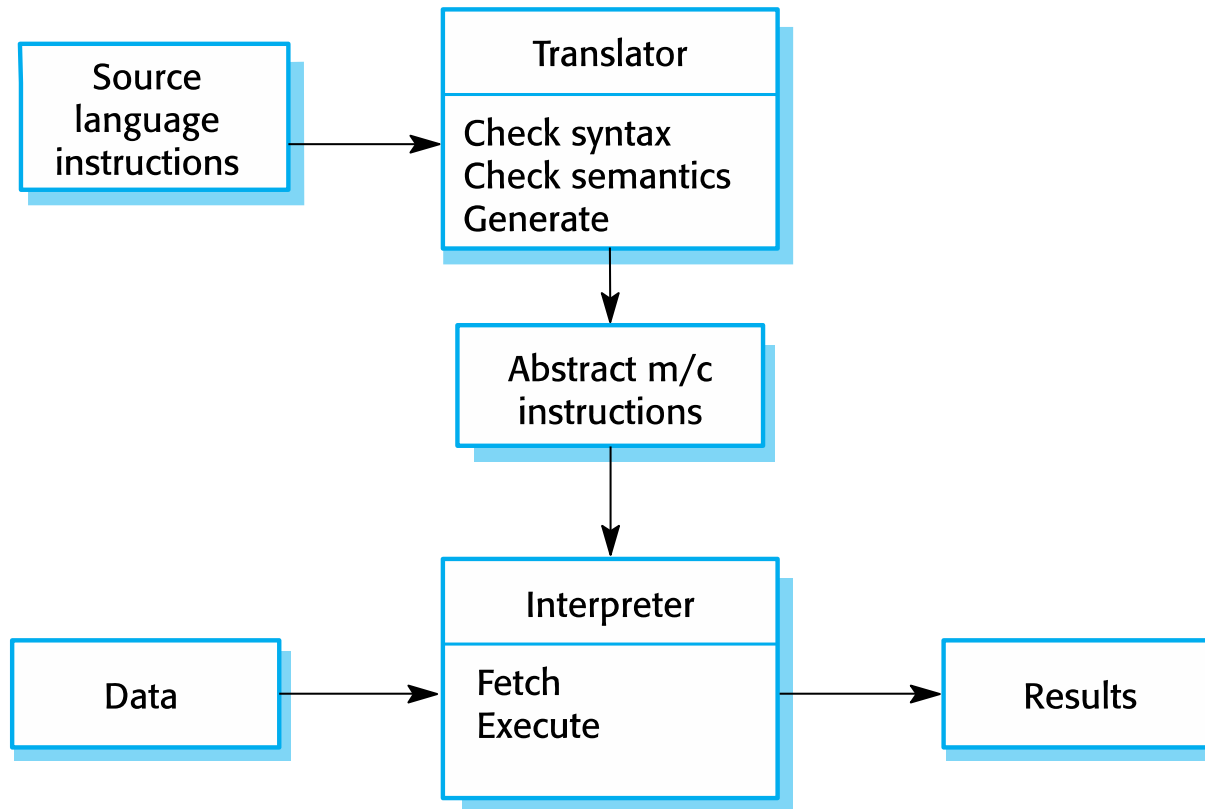 Source
language
instructions
Translator
Check syntax
Check semantics
Generate
Abstract m/c
instructions
Interpreter
Fetch
Execute
Data
Results